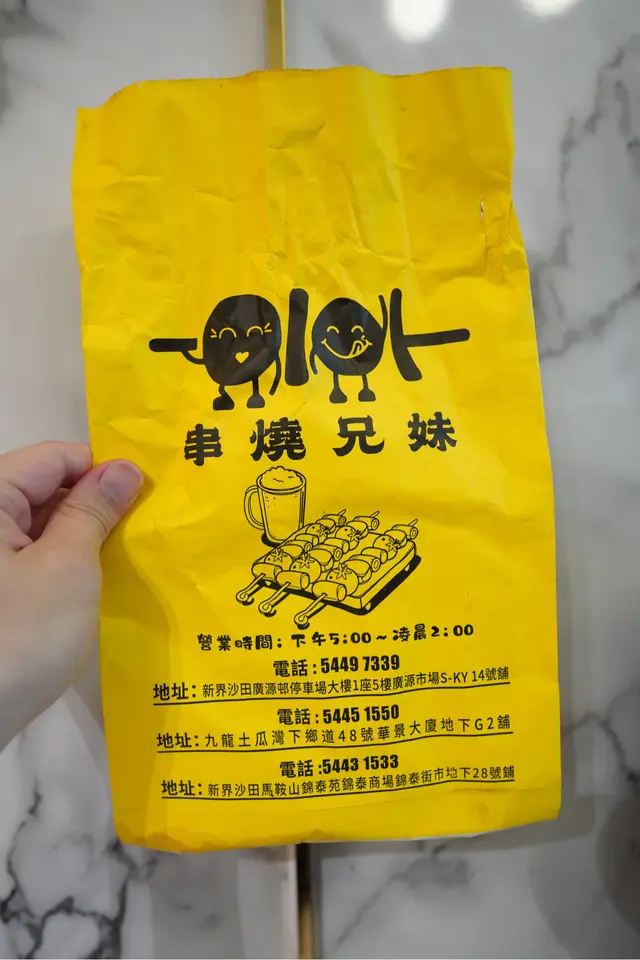 串燒兄妹
營業時間：下午5:00～凌晨2:00
電話：5449 7339
地址：新界沙田廣源邨停車場大樓1座5樓廣源市場S-KY 14號舖
電話：5445 1550
地址：九龍土瓜灣下鄉道48號華景大廈地下G2舖
電話：5443 1533
地址：新界沙田馬鞍山錦泰苑錦泰商場錦泰街市地下28號舖